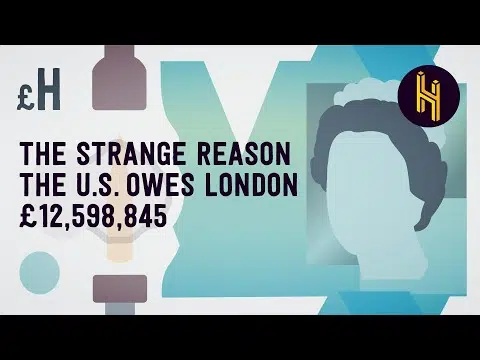 £H
THE STRANGE REASON
THE U.S. OWES LONDON
£12,598,845